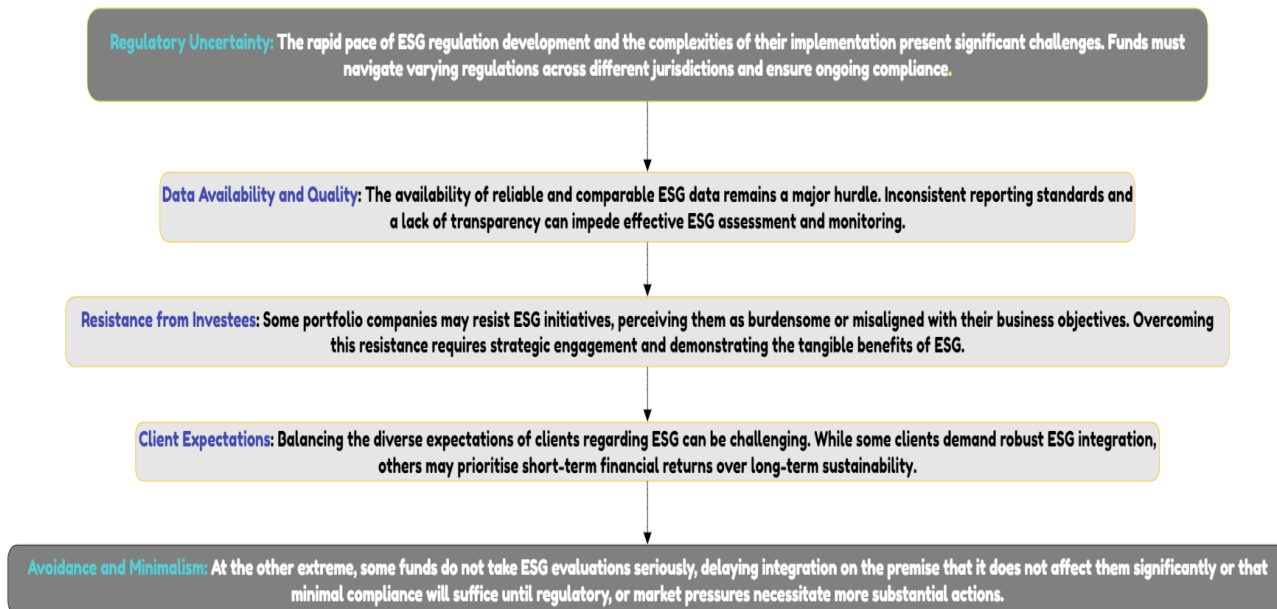 Regulatory Uncertainty: The rapid pace of ESG regulation development and the complexities of their implementation present significant challenges. Funds must
navigate varying regulations across different jurisdictions and ensure ongoing compliance.
Data Availability and Quality: The availability of reliable and comparable ESG data remains a major hurdle. Inconsistent reporting standards and
a lack of transparency can impede effective ESG assessment and monitoring.
Resistance from Investees: Some portfolio companies may resist ESG initiatives, perceiving them as burdensome or misaligned with their business objectives. Overcoming
this resistance requires strategic engagement and demonstrating the tangible benefits of ESG.
Client Expectations: Balancing the diverse expectations of clients regarding ESG can be challenging. While some clients demand robust ESG integration,
others may prioritise short-term financial returns over long-term sustainability.
Avoidance and Minimalism: At the other extreme, some funds do not take ESG evaluations seriously, delaying integration on the premise that it does not affect them significantly or that
minimal compliance will suffice until regulatory, or market pressures necessitate more substantial actions.